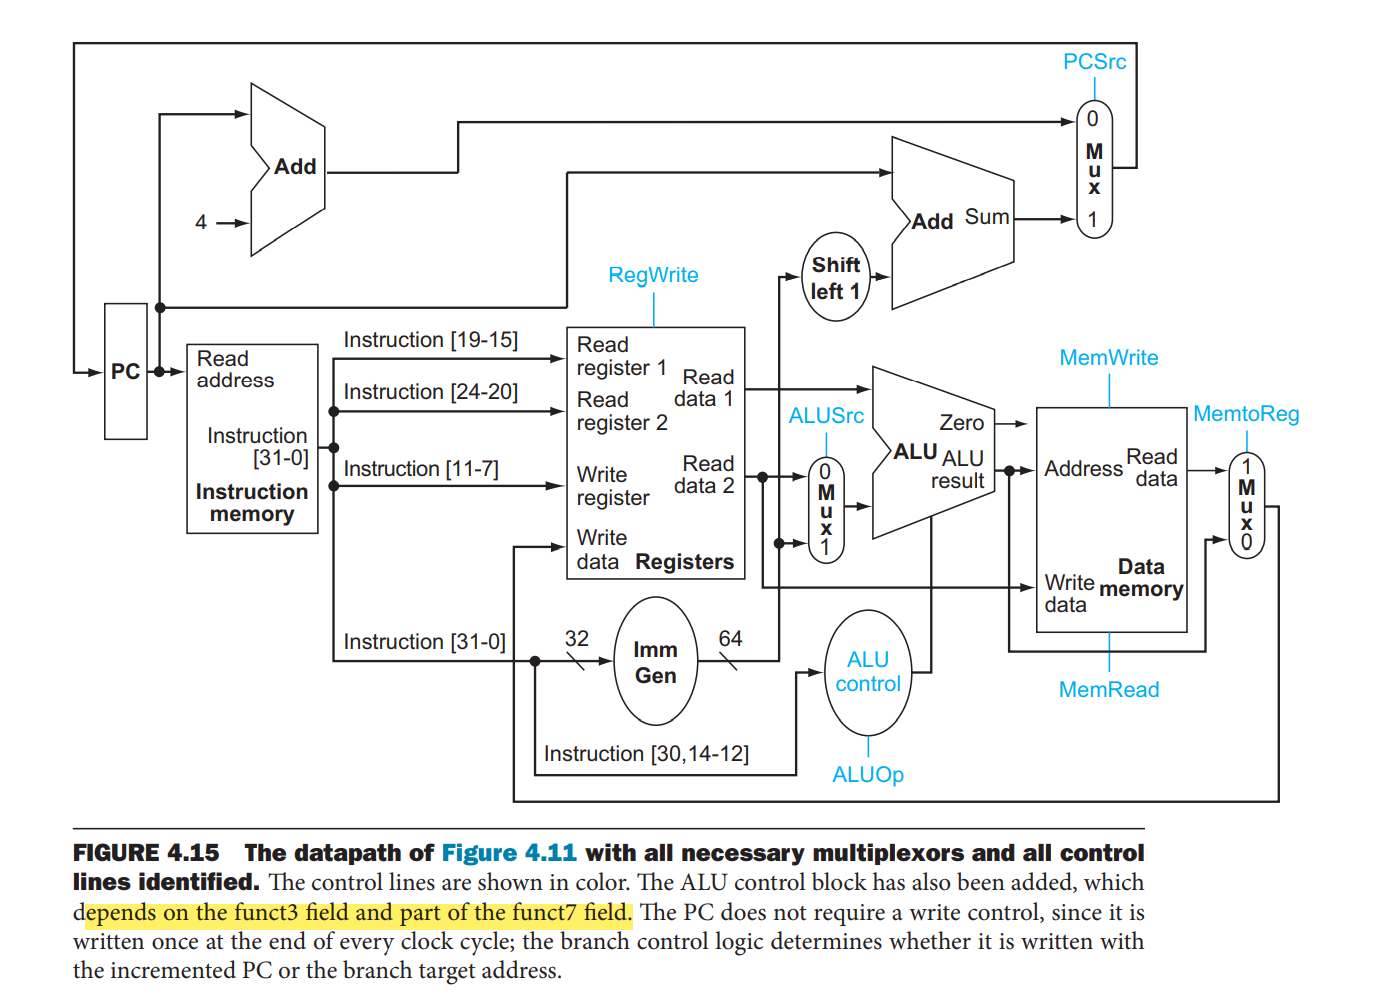 PCSrc
0
M
u
x
1
Add
4
Add Sum
Shift
left 1
RegWrite
PC
Read
address
Instruction
[31-0]
Instruction
memory
Instruction [19-15]
Instruction [24-20]
Instruction [11-7]
Instruction [31-0]
Read
register 1
Read
register 2
Write
register
Write
data
Registers
Read
data 1
Read
data 2
ALUSrc
0
M
u
x
1
Zero
ALU
ALU
result
MemWrite
Address
Read
data
Write
data
Data
memory
MemRead
MemtoReg
1
M
u
x
0
32
Imm
Gen
64
ALU
control
ALUOp
Instruction [30,14-12]
FIGURE 4.15 The datapath of Figure 4.11 with all necessary multiplexors and all control
lines identified. The control lines are shown in color. The ALU control block has also been added, which
depends on the funct3 field and part of the funct7 field. The PC does not require a write control, since it is
written once at the end of every clock cycle; the branch control logic determines whether it is written with
the incremented PC or the branch target address.